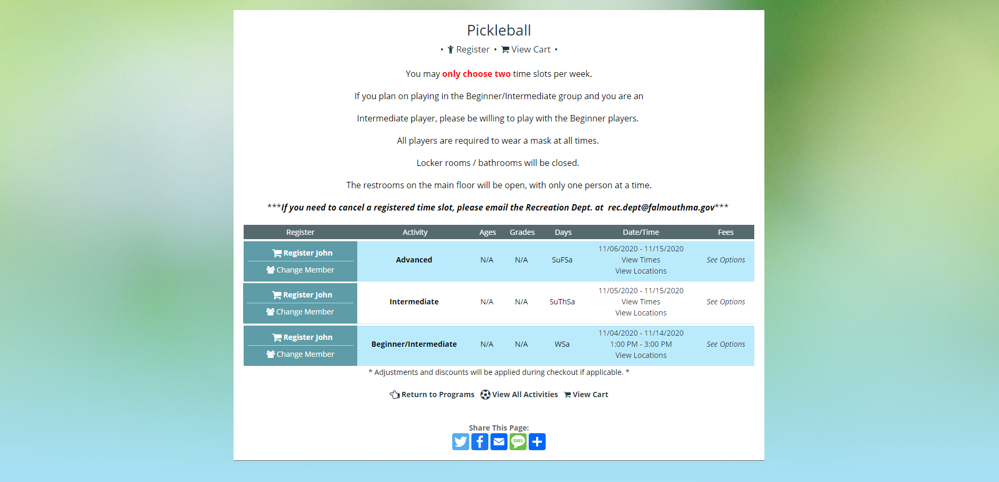 Pickleball
• Register • View Cart •
You may only choose two time slots per week.
If you plan on playing in the Beginner/Intermediate group and you are an
Intermediate player, please be willing to play with the Beginner players.
All players are required to wear a mask at all times.
Locker rooms / bathrooms will be closed.
The restrooms on the main floor will be open, with only one person at a time.
***If you need to cancel a registered time slot, please email the Recreation Dept. at rec.dept@falmouthma.gov***
Register Activity Ages Grades Days Date/Time Fees
Register John
Change Member
Advanced N/A N/A SuFSa
11/06/2020 - 11/15/2020
View Times
View Locations
See Options
Register John
Change Member
Intermediate N/A N/A SuThSa
11/05/2020 - 11/15/2020
View Times
View Locations
See Options
Register John
Change Member
Beginner/Intermediate N/A N/A WSa
11/04/2020 - 11/14/2020
1:00 PM - 3:00 PM
View Locations
See Options
* Adjustments and discounts will be applied during checkout if applicable. *
Return to Programs View All Activities View Cart
Share This Page:
SMS